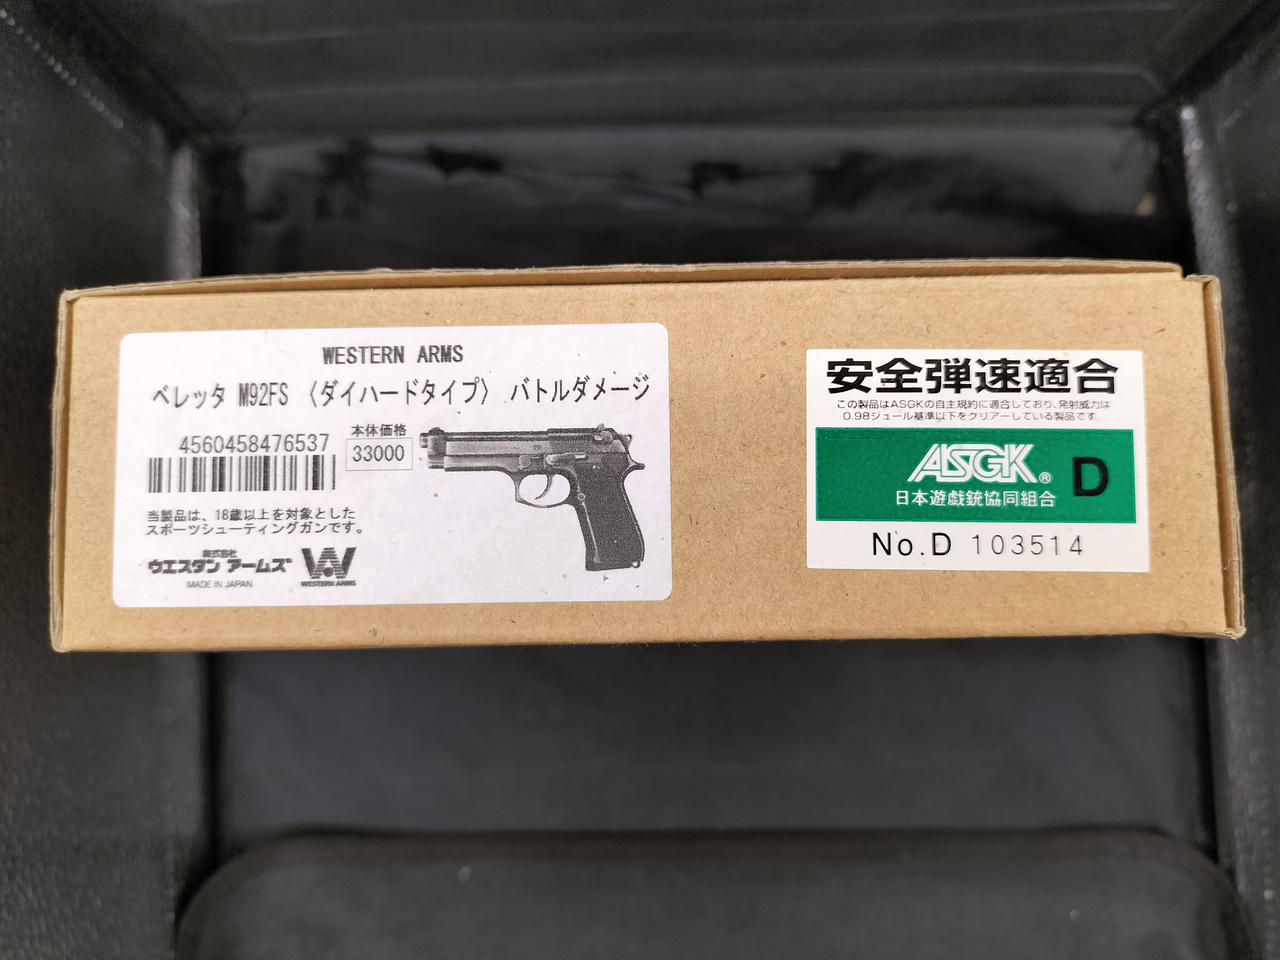 WESTERN ARMS
ベレッタ M92FS 〈ダイハードタイプ〉 バトルダメージ
4560458476537
本体価格
33000
当製品は、18歳以上を対象とした
スポーツシューティングガンです。
株式会社
ウエスタン アームズ
MADE IN JAPAN
WESTERN ARMS
安全弾速適合
この製品はASGKの自主規約に適合しており、発射威力は
0.98ジュール基準以下をクリアーしている製品です。
ASGK® D
日本遊戯銃協同組合
No.D 103514